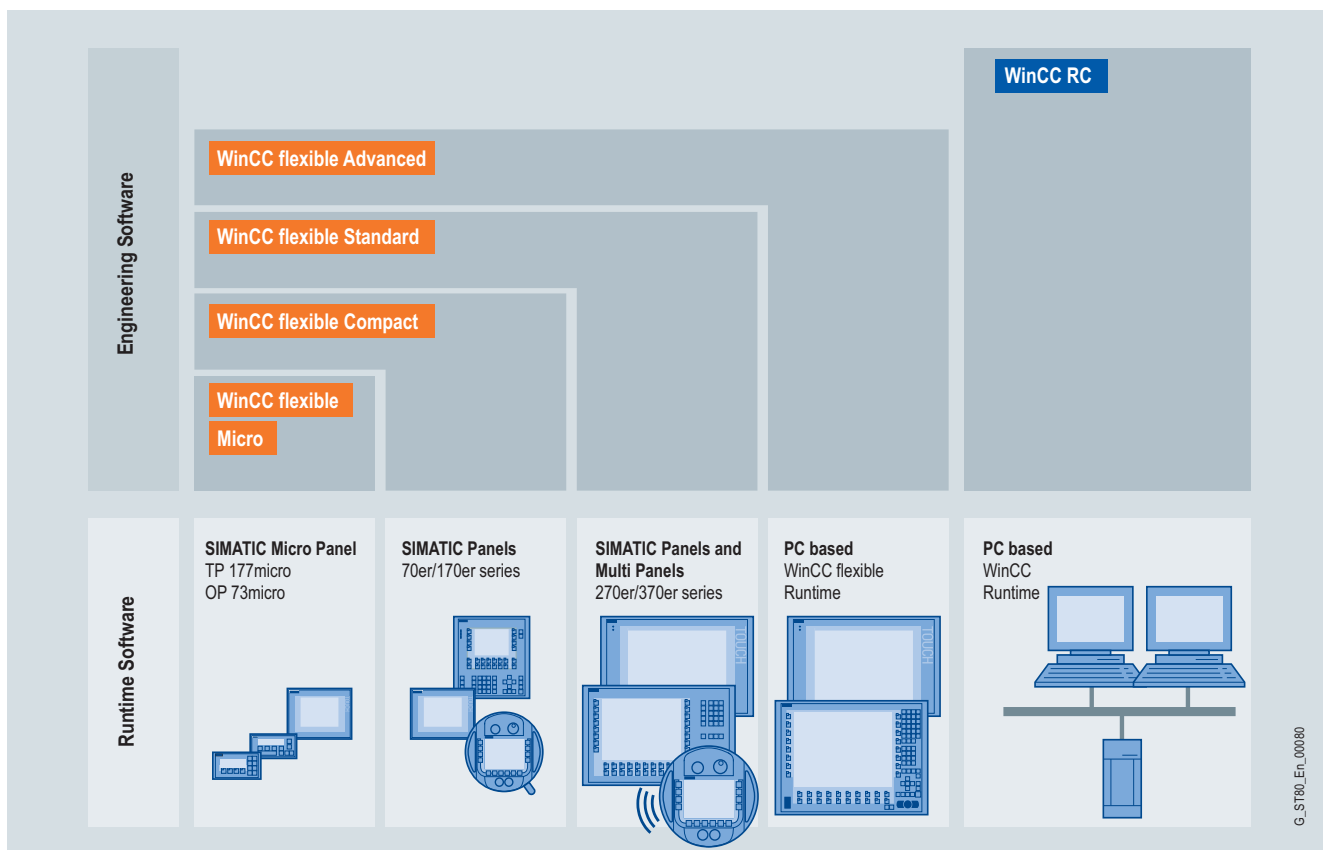 Engineering Software
WinCC RC
WinCC flexible Advanced
WinCC flexible Standard
WinCC flexible Compact
WinCC flexible
Micro
Runtime Software
SIMATIC Micro Panel
TP 177micro
OP 73micro
SIMATIC Panels
70er/170er series
SIMATIC Panels and
Multi Panels
270er/370er series
TOUCH
PC based
WinCC flexible
Runtime
TOUCH
PC based
WinCC
Runtime
G_ST80_En_00080